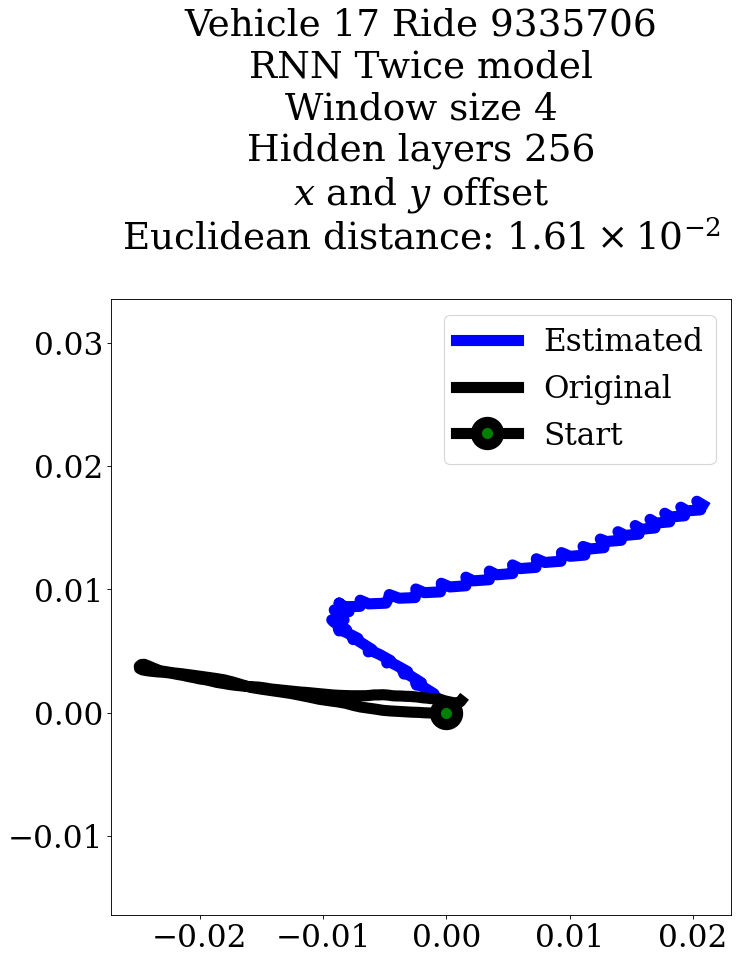 Vehicle 17 Ride 9335706
RNN Twice model
Window size 4
Hidden layers 256
x and y offset
Euclidean distance: 1.61 × 10⁻²
Estimated
Original
Start
0.03
0.02
0.01
0.00
−0.01
−0.02 −0.01 0.00 0.01 0.02